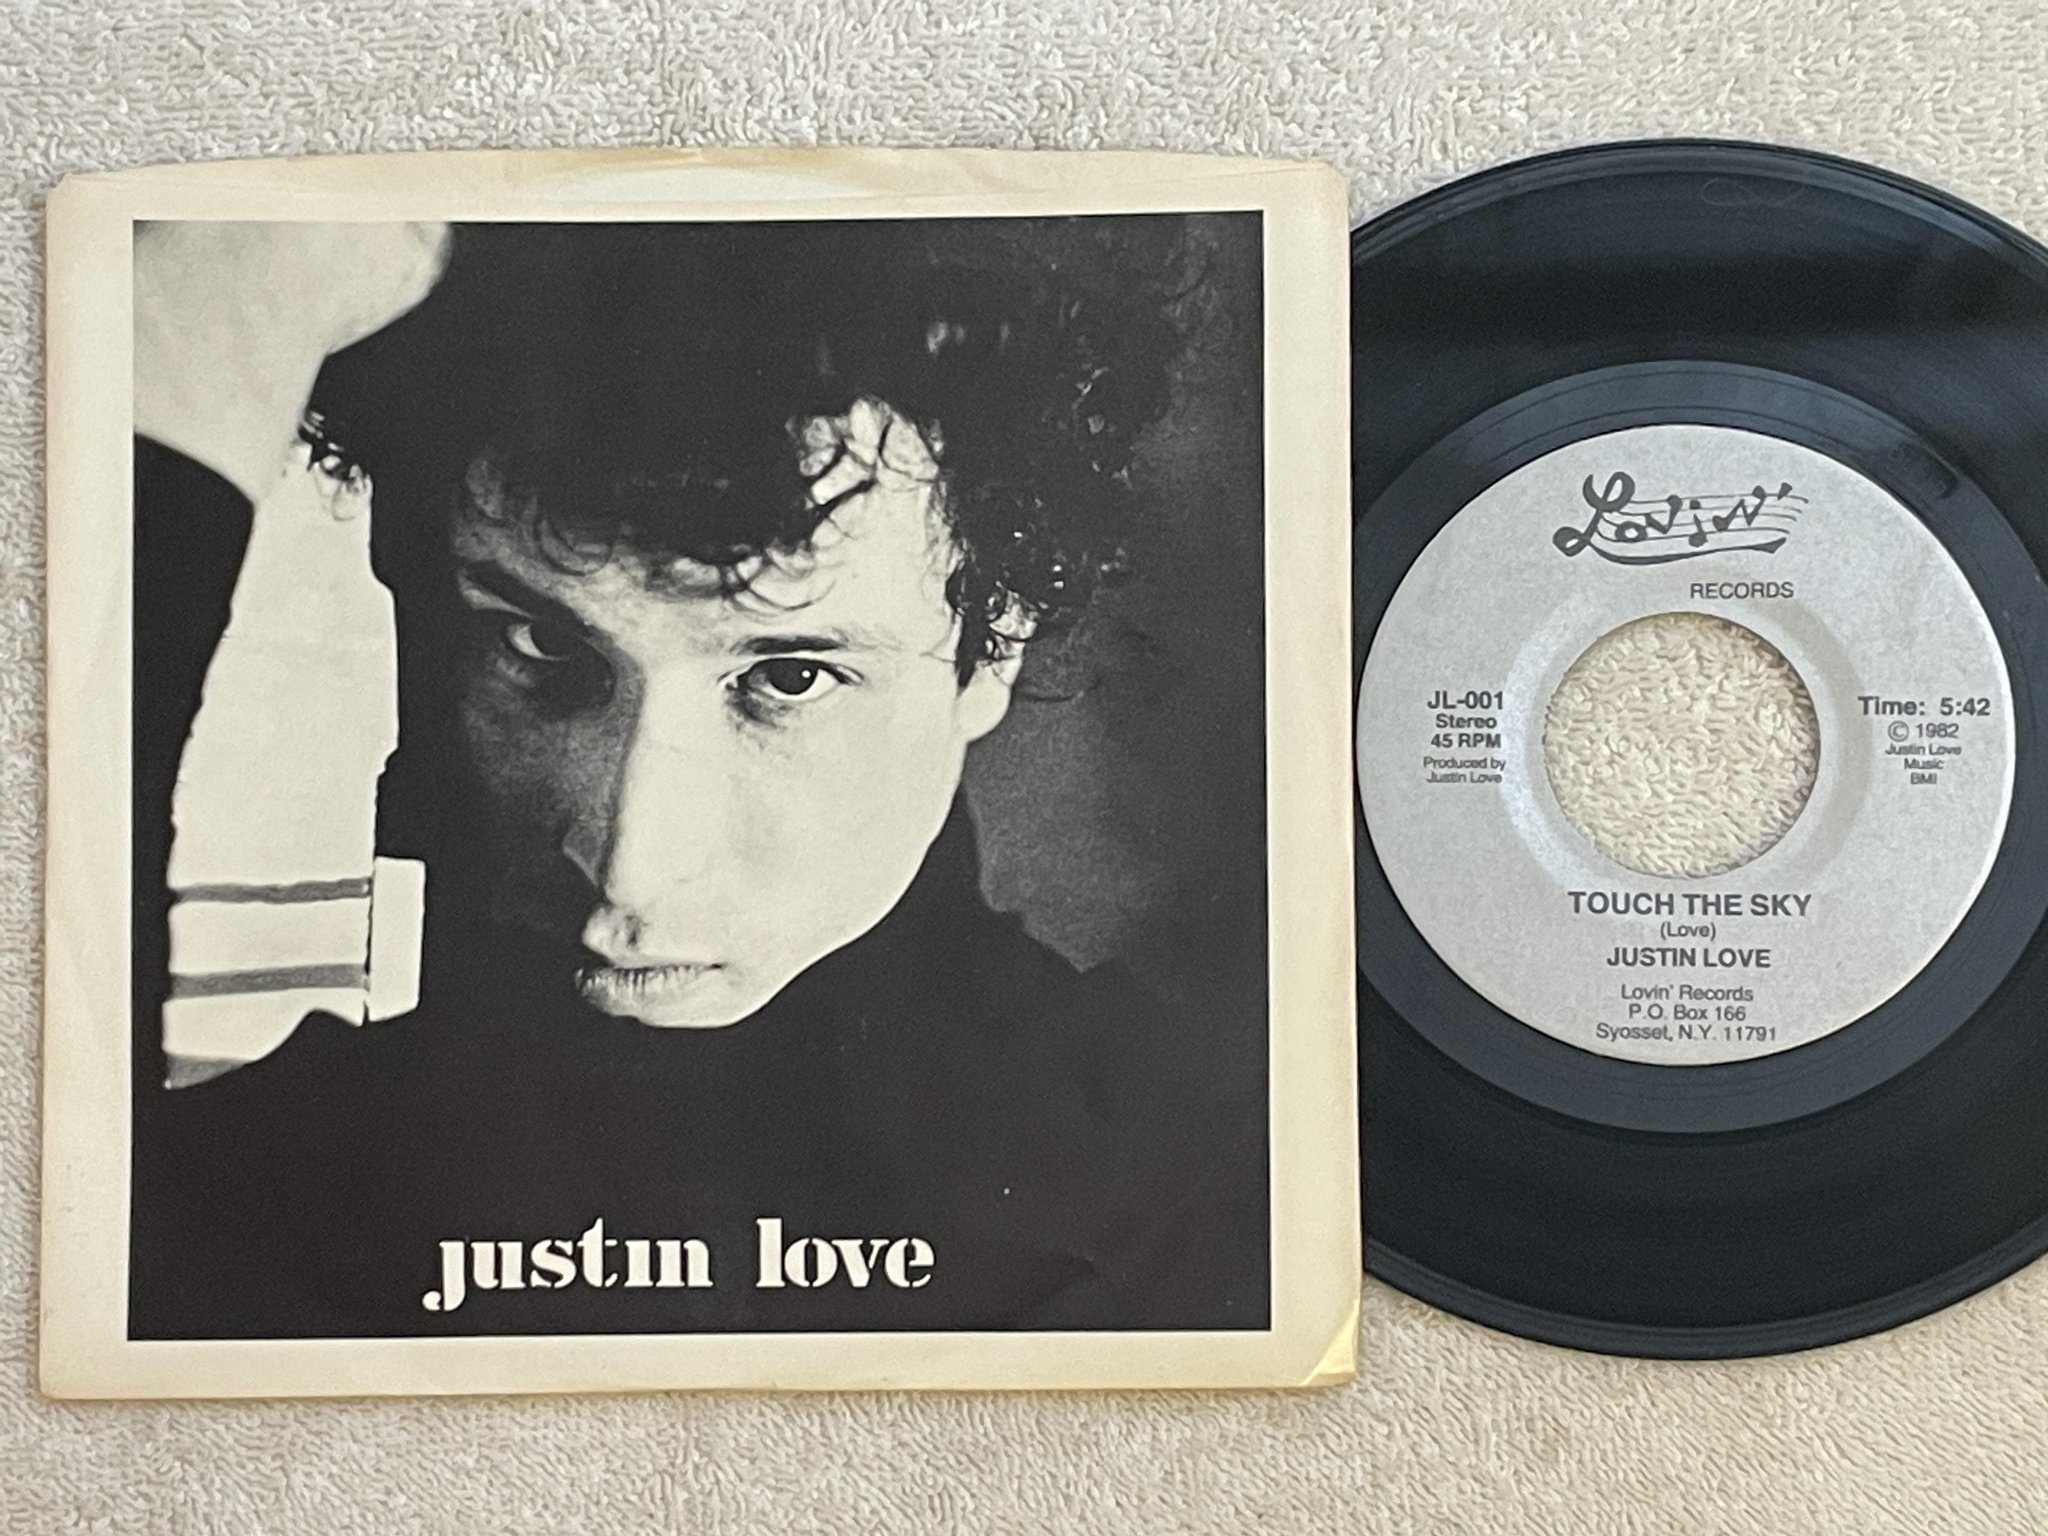 justin love
Lovin'
RECORDS
JL-001
Stereo
45 RPM
Produced by
Justin Love
Time: 5:42
© 1982
Justin Love
Music
BMI
TOUCH THE SKY
(Love)
JUSTIN LOVE
Lovin' Records
P.O. Box 166
Syosset, N.Y. 11791